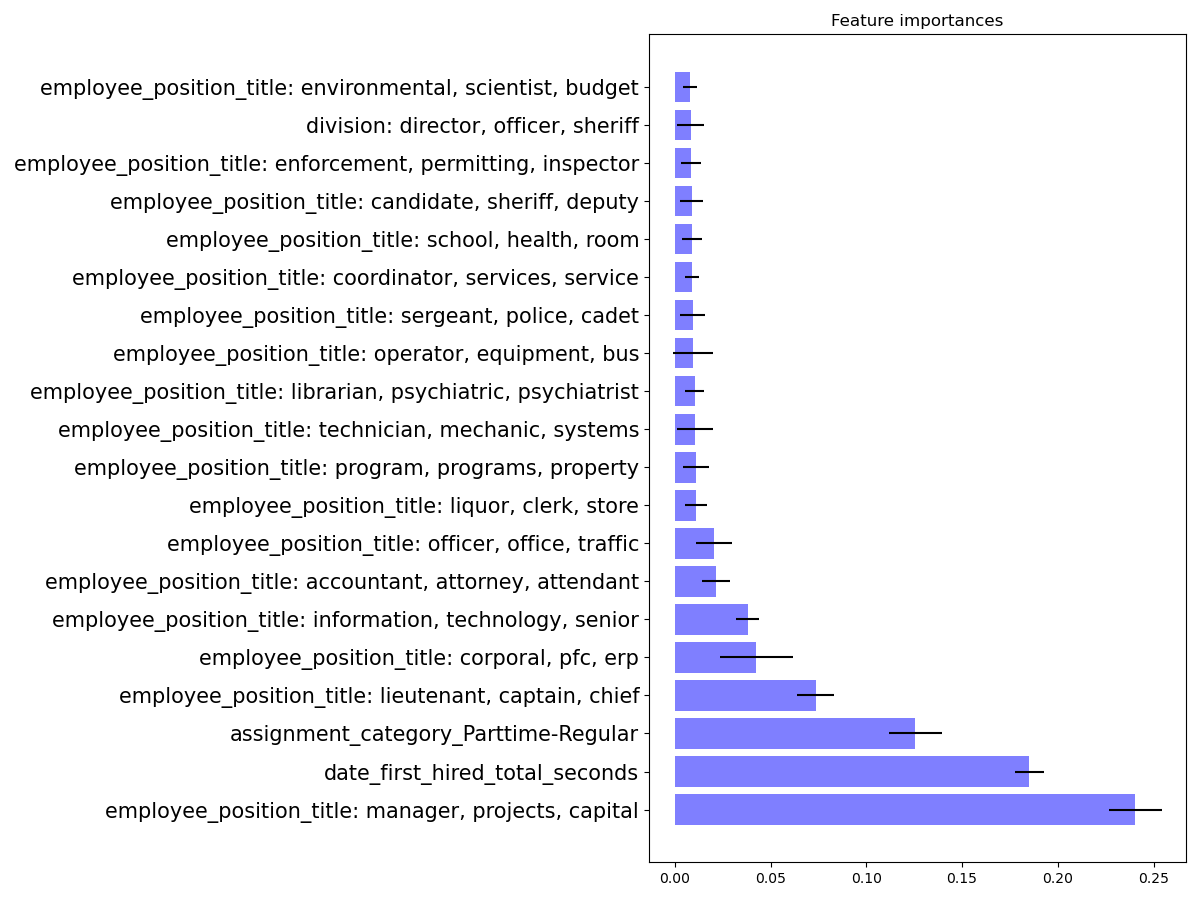 Feature importances
employee_position_title: environmental, scientist, budget
division: director, officer, sheriff
employee_position_title: enforcement, permitting, inspector
employee_position_title: candidate, sheriff, deputy
employee_position_title: school, health, room
employee_position_title: coordinator, services, service
employee_position_title: sergeant, police, cadet
employee_position_title: operator, equipment, bus
employee_position_title: librarian, psychiatric, psychiatrist
employee_position_title: technician, mechanic, systems
employee_position_title: program, programs, property
employee_position_title: liquor, clerk, store
employee_position_title: officer, office, traffic
employee_position_title: accountant, attorney, attendant
employee_position_title: information, technology, senior
employee_position_title: corporal, pfc, erp
employee_position_title: lieutenant, captain, chief
assignment_category_Parttime-Regular
date_first_hired_total_seconds
employee_position_title: manager, projects, capital
0.00 0.05 0.10 0.15 0.20 0.25